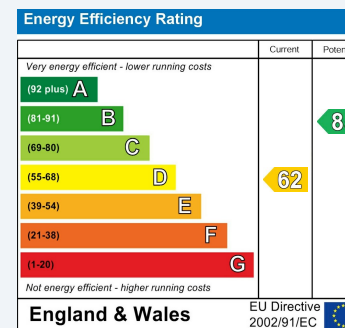 Energy Efficiency Rating
Current
Very energy efficient - lower running costs
(92 plus) A
(81-91) B
8
(69-80) C
(55-68) D
62
(39-54) E
(21-38) F
(1-20) G
Not energy efficient - higher running costs
England & Wales
EU Directive
2002/91/EC